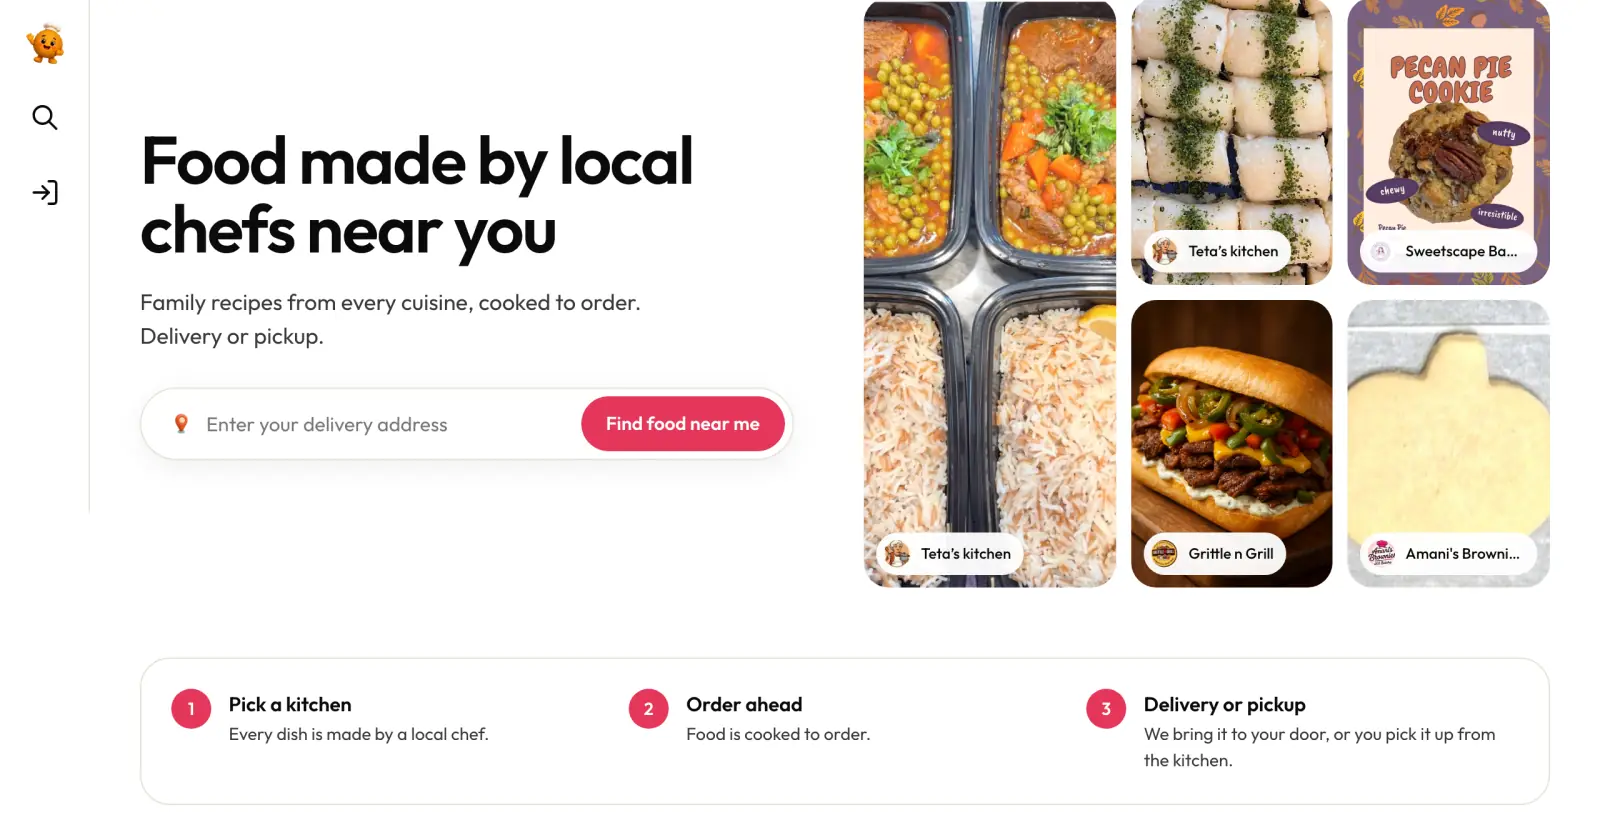 Food made by local
chefs near you
Family recipes from every cuisine, cooked to order.
Delivery or pickup.
Enter your delivery address
Find food near me
Teta's kitchen
Teta's kitchen
PECAN PIE
COOKIE
nutty
chewy
irresistible
Pecan Pie
Sweetscape Ba...
Grittle n Grill
Amani's Browni...
1
Pick a kitchen
Every dish is made by a local chef.
2
Order ahead
Food is cooked to order.
3
Delivery or pickup
We bring it to your door, or you pick it up from
the kitchen.